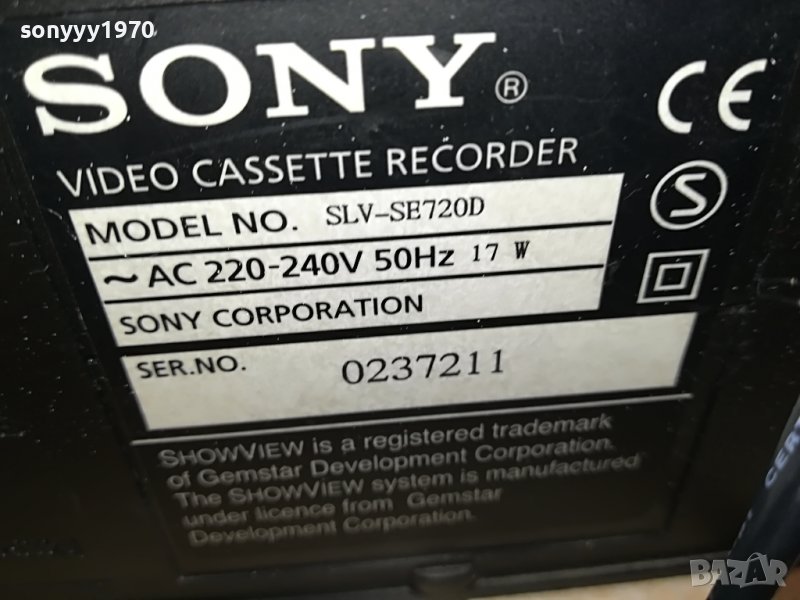 sonyyy1970
SONY®
CE
VIDEO CASSETTE RECORDER
S
MODEL NO. SLV-SE720D
~ AC 220-240V 50Hz 17 W
SONY CORPORATION
SER.NO. 0237211
SHOWVIEW is a registered trademark
of Gemstar Development Corporation.
The SHOWVIEW system is manufactured
under licence from Gemstar
Development Corporation.
BAZAR